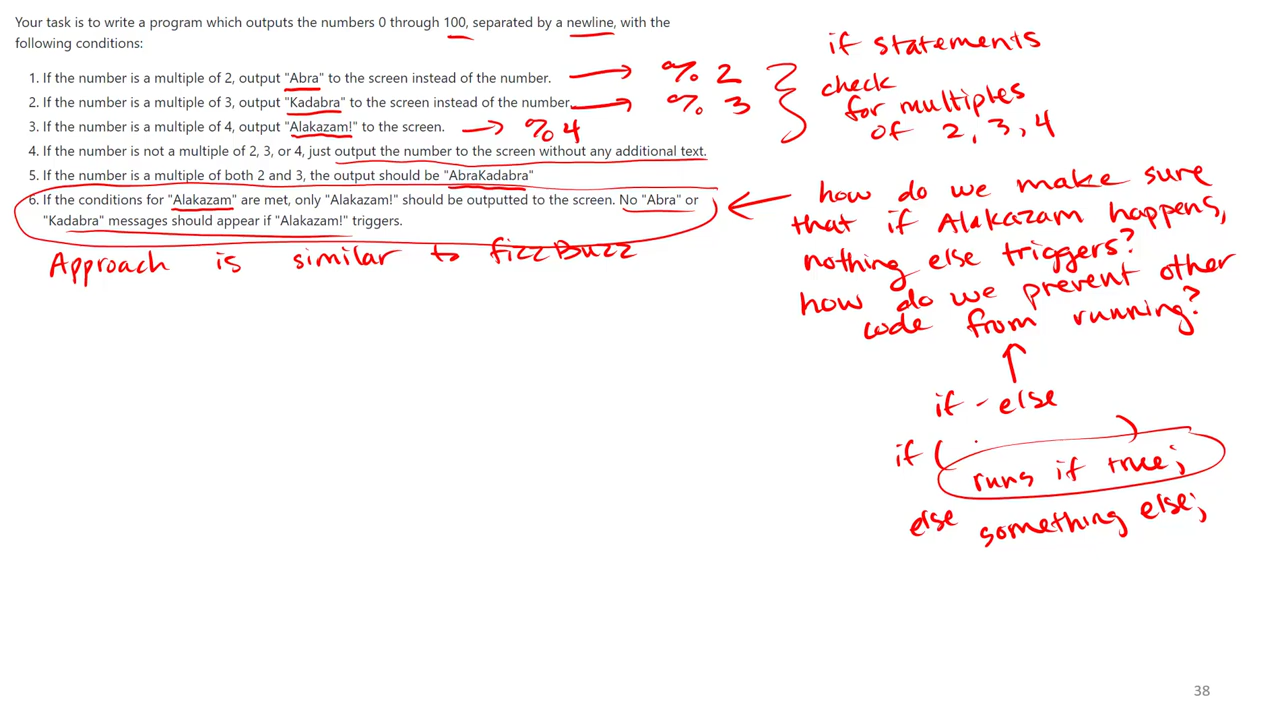 Your task is to write a program which outputs the numbers 0 through 100, separated by a newline, with the
following conditions:
1. If the number is a multiple of 2, output "Abra" to the screen instead of the number.
2. If the number is a multiple of 3, output "Kadabra" to the screen instead of the number.
3. If the number is a multiple of 4, output "Alakazam!" to the screen.
4. If the number is not a multiple of 2, 3, or 4, just output the number to the screen without any additional text.
5. If the number is a multiple of both 2 and 3, the output should be "AbraKadabra"
6. If the conditions for "Alakazam" are met, only "Alakazam!" should be outputted to the screen. No "Abra" or
"Kadabra" messages should appear if "Alakazam!" triggers.
Approach is similar to fizzBuzz
% 2
% 3
% 4
if statements
check
for multiples
of 2, 3, 4
how do we make sure
that if Alakazam happens,
nothing else triggers?
how do we prevent other
code from running?
if - else
if ( )
runs if true;
else something else;
38